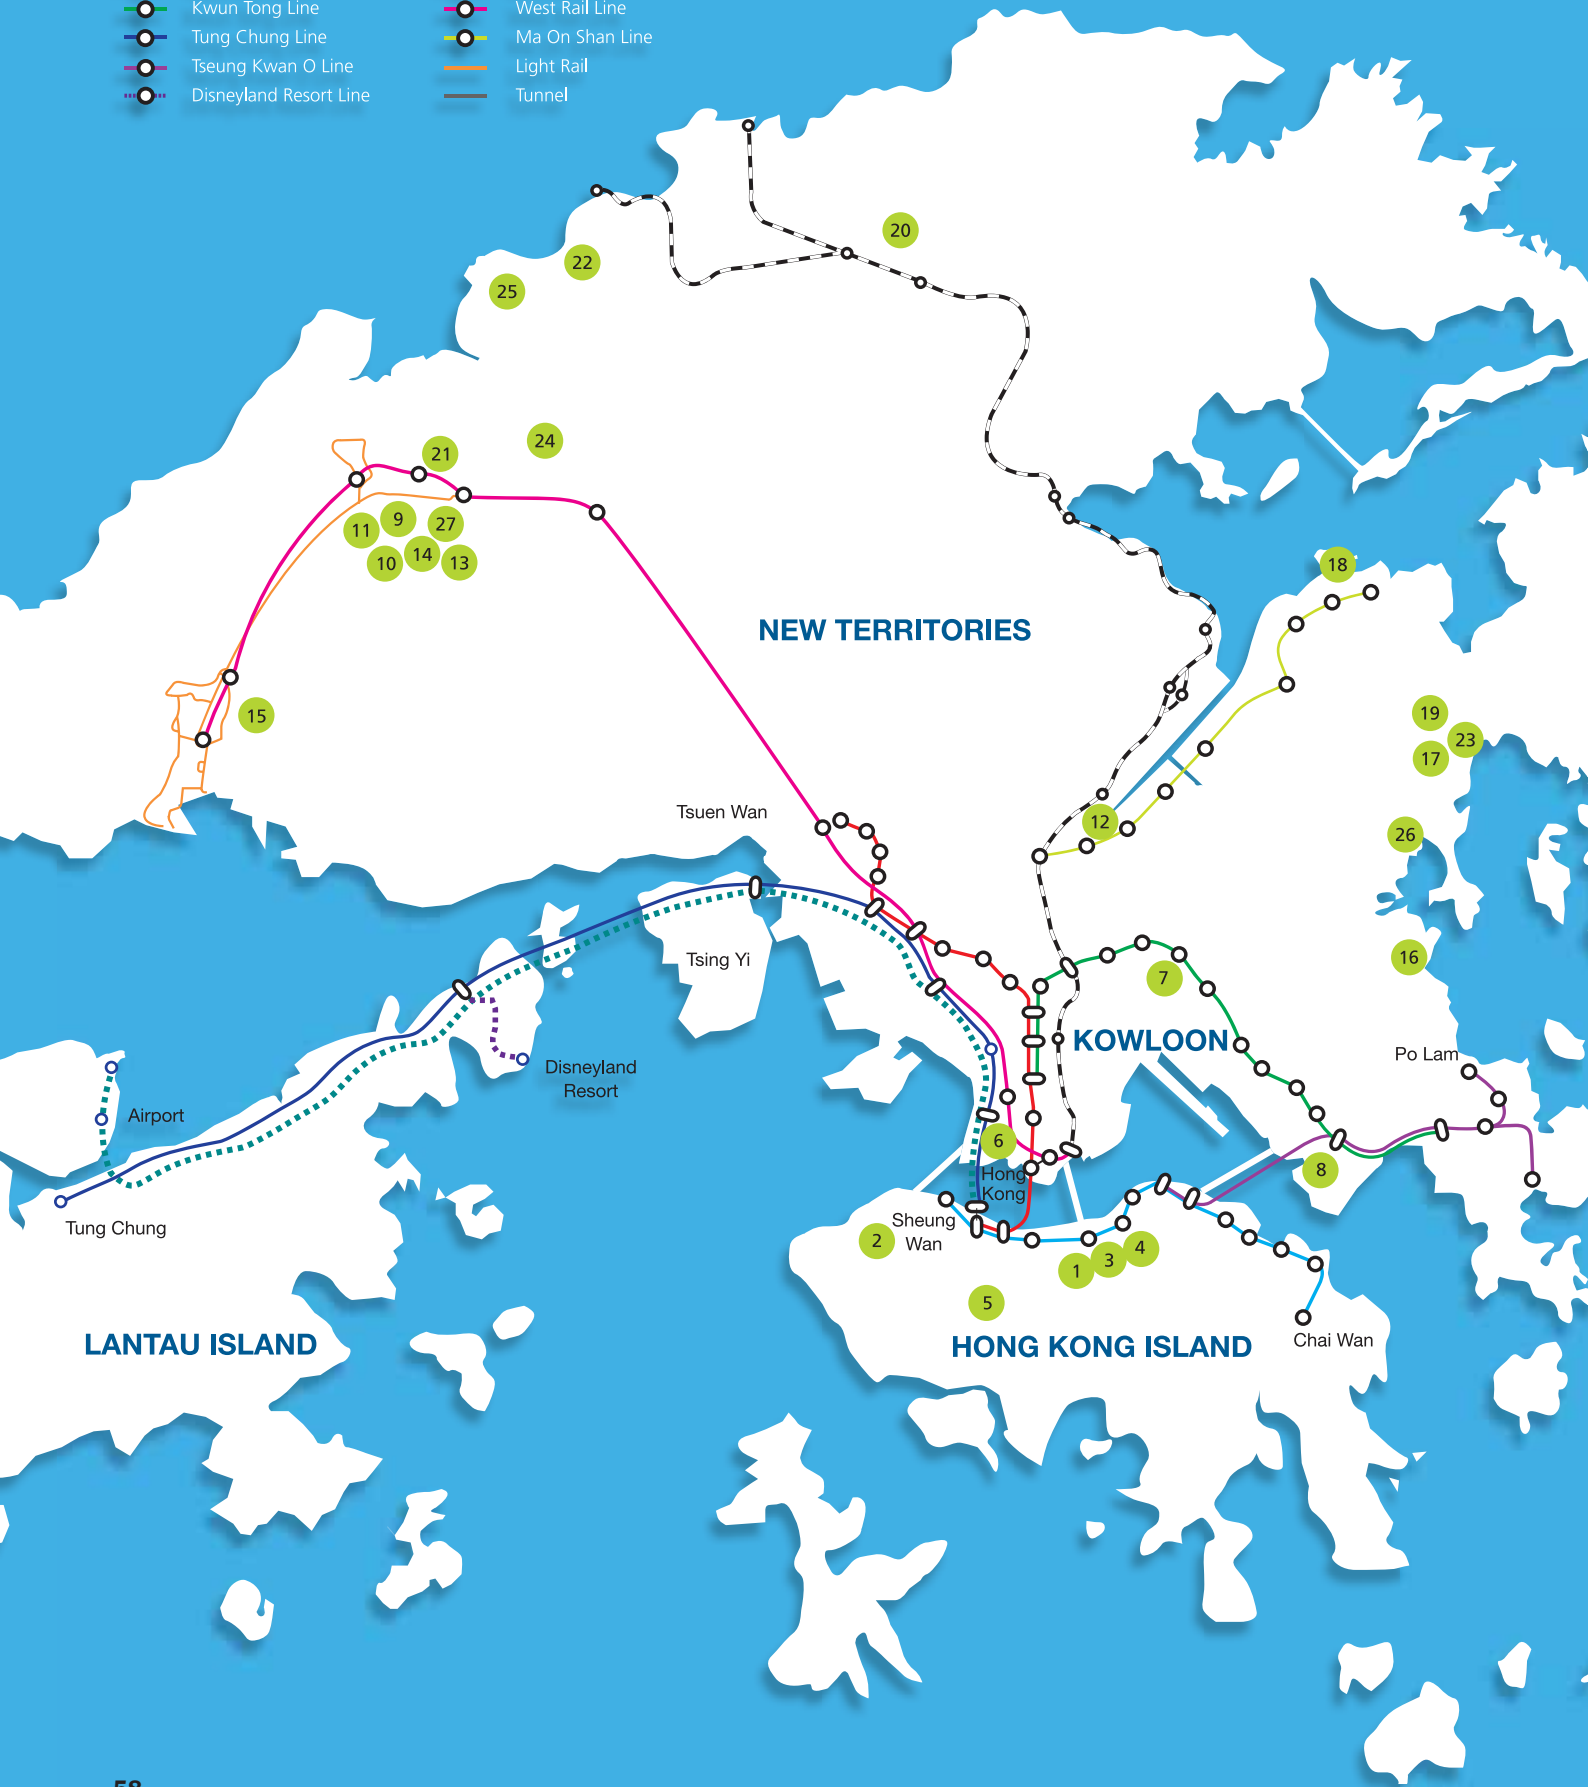 Kwun Tong Line
West Rail Line
Tung Chung Line
Ma On Shan Line
Tseung Kwan O Line
Light Rail
Disneyland Resort Line
Tunnel
20
22
25
24
21
11
9
27
10
14
13
18
NEW TERRITORIES
15
19
23
17
Tsuen Wan
12
26
Tsing Yi
7
16
KOWLOON
Po Lam
Disneyland
Resort
Airport
6
8
Hong
Kong
Tung Chung
Sheung
Wan
2
1
3
4
5
LANTAU ISLAND
HONG KONG ISLAND
Chai Wan